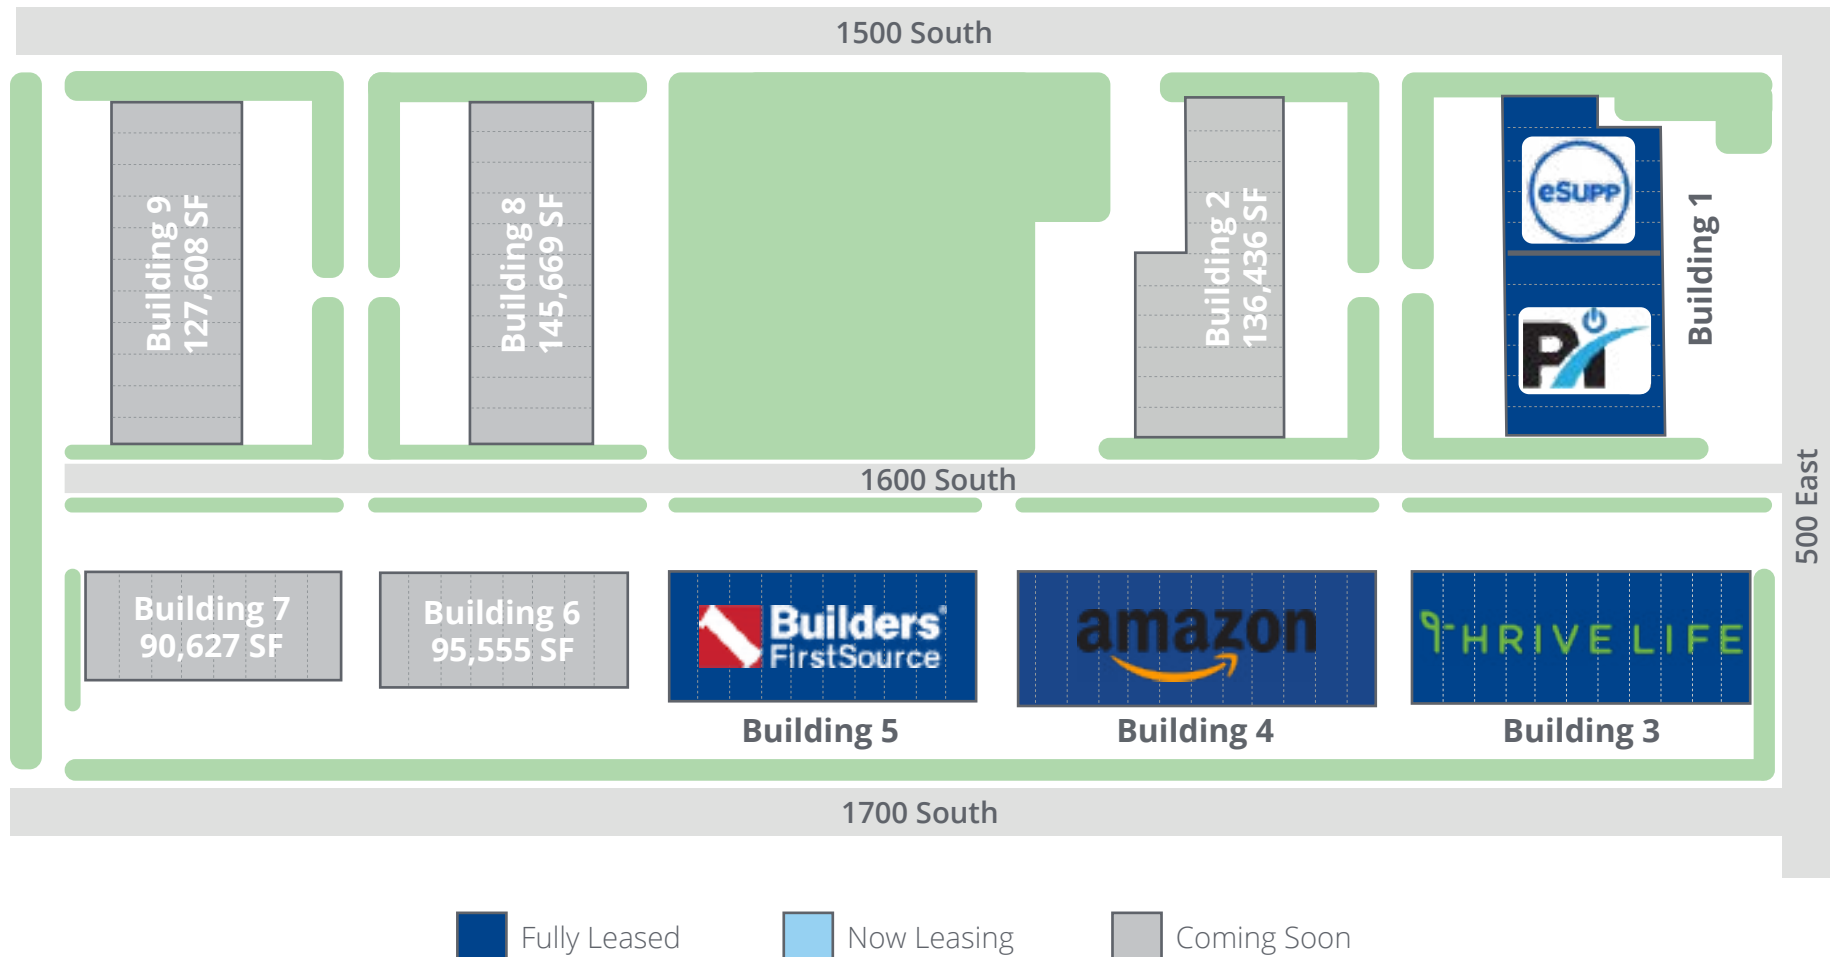 1500 South
Building 9
127,608 SF
Building 8
145,669 SF
Building 2
136,436 SF
eSUPP
Pi
Building 1
1600 South
500 East
Building 7
90,627 SF
Building 6
95,555 SF
Builders
FirstSource
Building 5
amazon
Building 4
THRIVE LIFE
Building 3
1700 South
Fully Leased
Now Leasing
Coming Soon